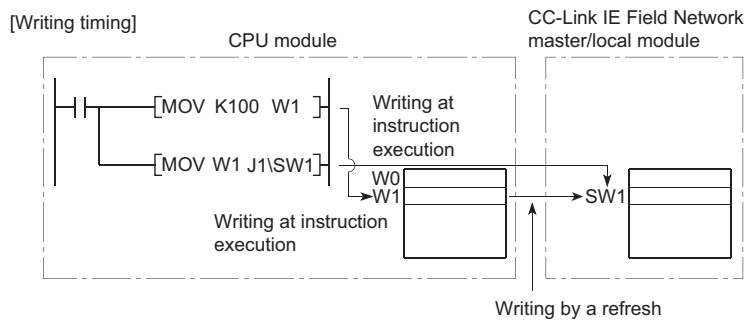 [Writing timing]
CPU module
CC-Link IE Field Network
master/local module
MOV K100 W1
MOV W1 J1\SW1
Writing at
instruction
execution
W0
W1
SW1
Writing at instruction
execution
Writing by a refresh